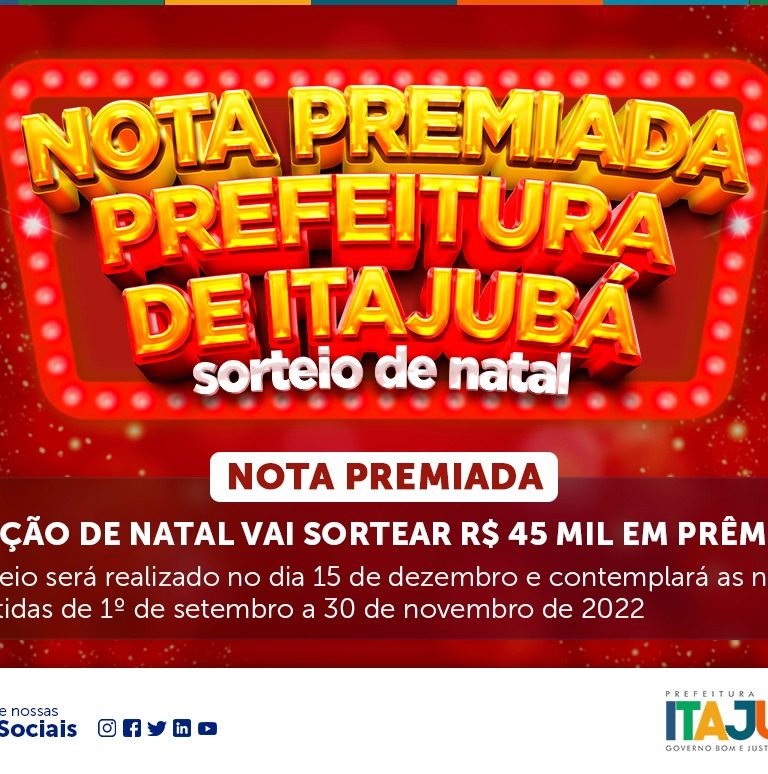 NOTA PREMIADA
PREFEITURA
DE ITAJUBÁ
sorteio de natal
NOTA PREMIADA
ÇÃO DE NATAL VAI SORTEAR R$ 45 MIL EM PRÊM
eio será realizado no dia 15 de dezembro e contemplará as n
tidas de 1º de setembro a 30 de novembro de 2022
e nossas
Sociais
PREFEITURA
ITAJU
GOVERNO BOM E JUST